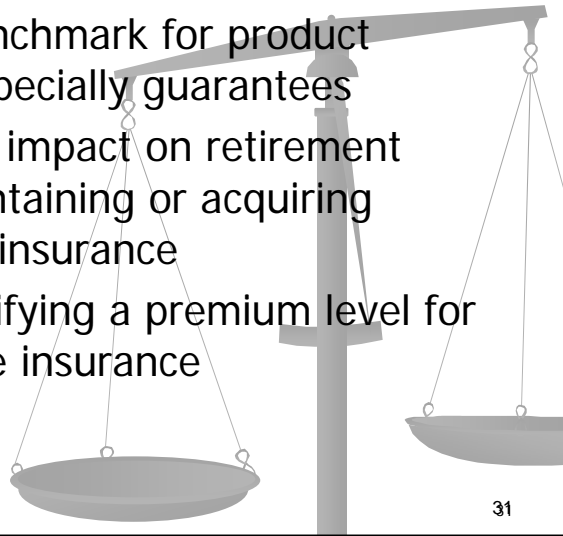 nchmark for product
pecially guarantees
impact on retirement
ntaining or acquiring
insurance
ifying a premium level for
e insurance
31